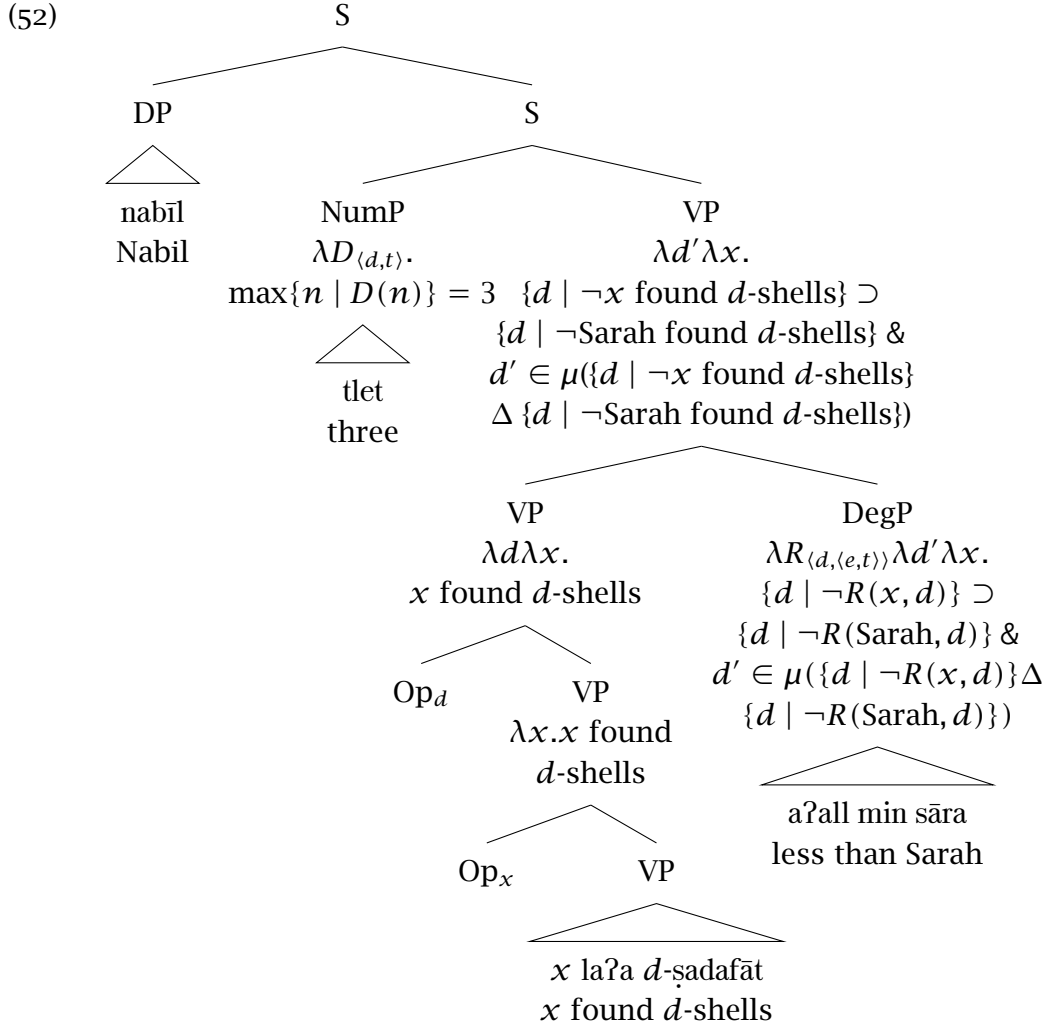 (52)
S
DP S
nabīl
Nabil
NumP VP
λD⟨d,t⟩. λd′λx.
max{n | D(n)} = 3 {d | ¬x found d-shells} ⊃
{d | ¬Sarah found d-shells} &
tlet d′ ∈ μ({d | ¬x found d-shells}
three Δ {d | ¬Sarah found d-shells})
VP DegP
λdλx. λR⟨d,⟨e,t⟩⟩λd′λx.
x found d-shells {d | ¬R(x, d)} ⊃
{d | ¬R(Sarah, d)} &
Opd VP d′ ∈ μ({d | ¬R(x, d)}Δ
λx.x found {d | ¬R(Sarah, d)})
d-shells
aʔall min sāra
less than Sarah
Opx VP
x laʔa d-ṣadafāt
x found d-shells